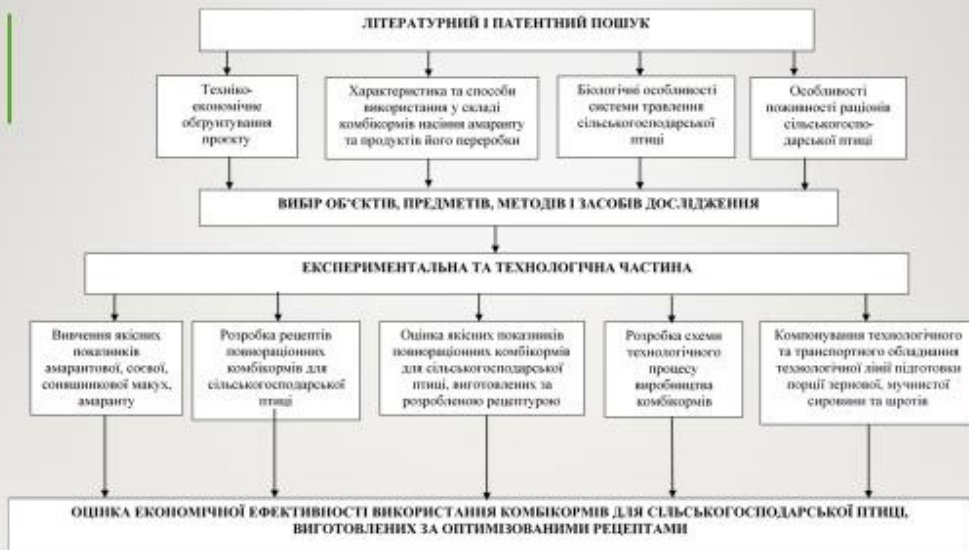 ЛІТЕРАТУРНИЙ І ПАТЕНТНИЙ ПОШУК
Техніко-
економічне
обґрунтування
проєкту
Характеристика та способи
використання у складі
комбікормів насіння амаранту
та продуктів його переробки
Біологічні особливості
системи травлення
сільськогосподарської
птиці
Особливості
поживності раціонів
сільськогоспо-
дарської птиці
ВИБІР ОБ'ЄКТІВ, ПРЕДМЕТІВ, МЕТОДІВ І ЗАСОБІВ ДОСЛІДЖЕННЯ
ЕКСПЕРИМЕНТАЛЬНА ТА ТЕХНОЛОГІЧНА ЧАСТИНА
Вивчення якісних
показників
амарантової, соєвої,
соняшникової макух,
амаранту
Розробка рецептів
повнораціонних
комбікормів для
сільськогосподарської
птиці
Оцінка якісних показників
повнораціонних комбікормів
для сільськогосподарської
птиці, виготовлених за
розробленою рецептурою
Розробка схеми
технологічного
процесу
виробництва
комбікормів
Компонування технологічного
та транспортного обладнання
технологічної лінії підготовки
порції зернової, мучнистої
сировини та шротів
ОЦІНКА ЕКОНОМІЧНОЇ ЕФЕКТИВНОСТІ ВИКОРИСТАННЯ КОМБІКОРМІВ ДЛЯ СІЛЬСЬКОГОСПОДАРСЬКОЇ ПТИЦІ,
ВИГОТОВЛЕНИХ ЗА ОПТИМІЗОВАНИМИ РЕЦЕПТАМИ